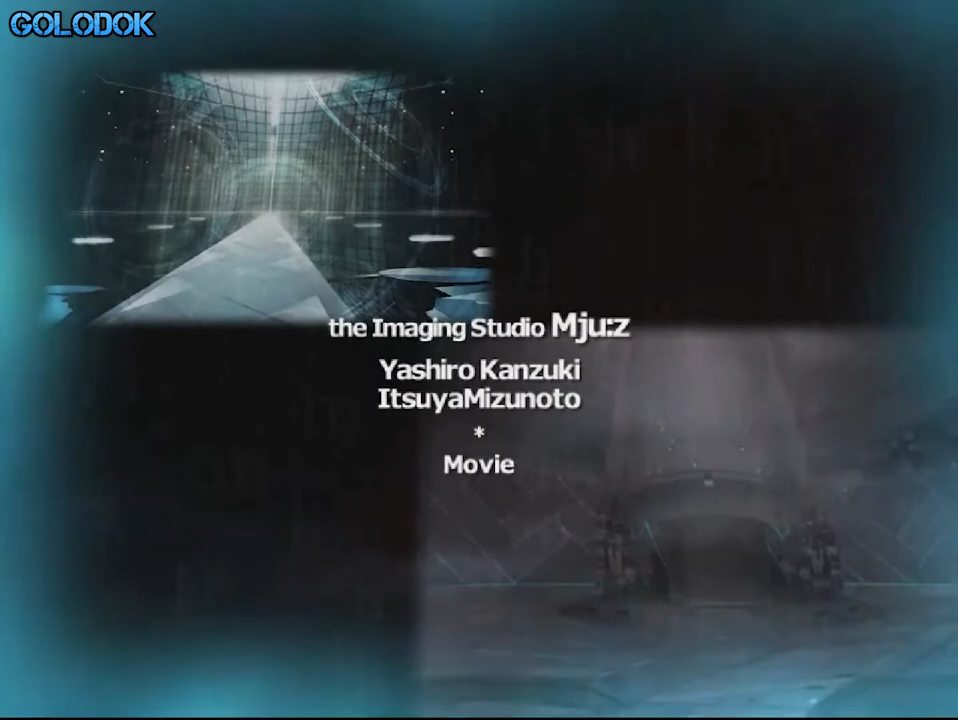 GOLODOK
the Imaging Studio Mju:z
Yashiro Kanzuki
ItsuyaMizunoto
*
Movie